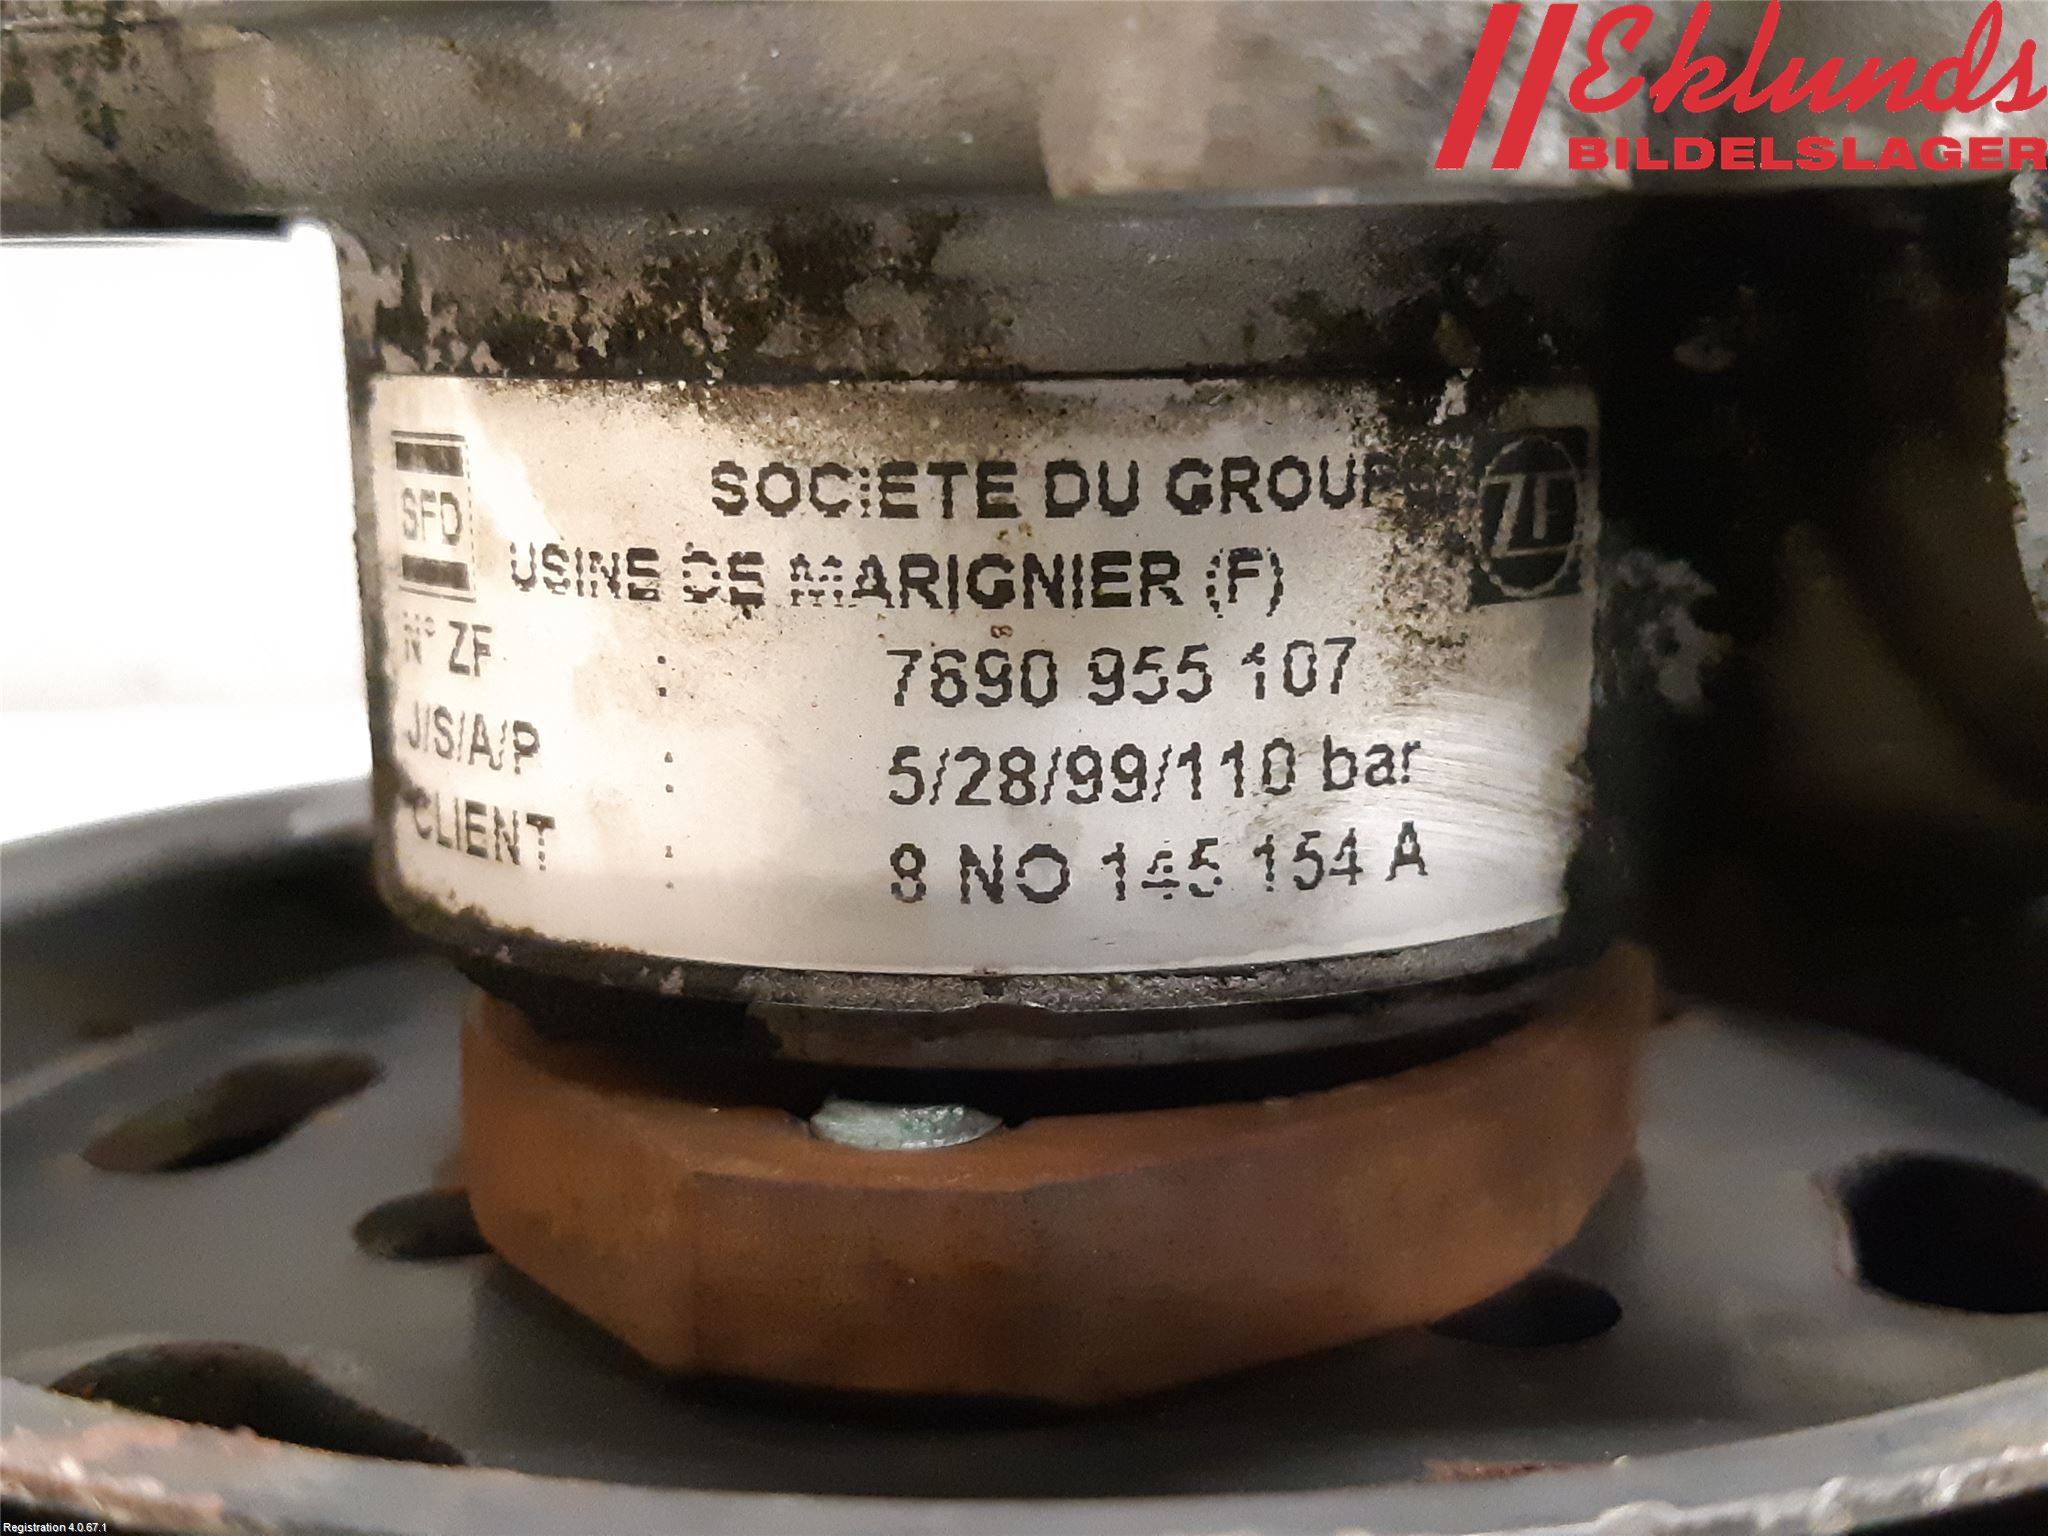 Eklunds
BILDELSLAGER
SOCIETE DU
ZF
SFD
USINE DE MARIGNIER (F)
N° ZF : 7690 955 107
J/S/A/P : 5/28/99/110 bar
CLIENT : 8 NO 145 154 A
Registration 4.0.67.1